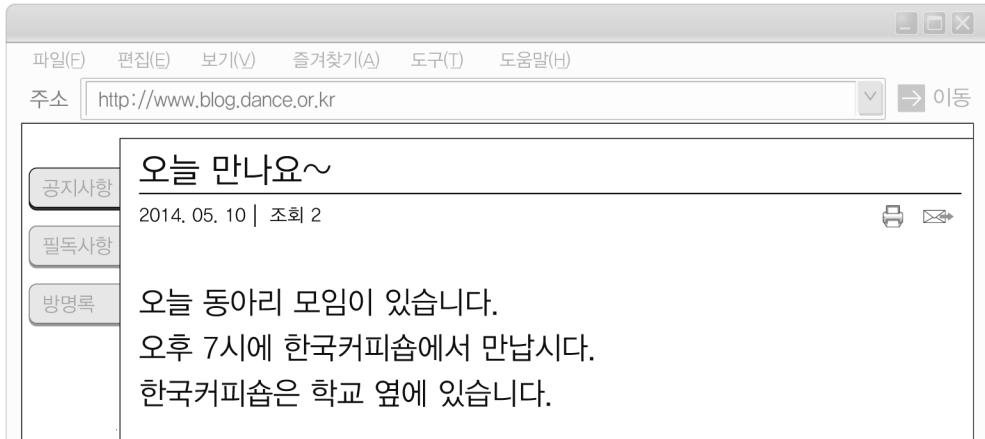 파일(F) 편집(E) 보기(V) 즐겨찾기(A) 도구(T) 도움말(H)
주소 http://www.blog.dance.or.kr 이동
공지사항
필독사항
방명록
오늘 만나요~
2014. 05. 10 | 조회 2
오늘 동아리 모임이 있습니다.
오후 7시에 한국커피숍에서 만납시다.
한국커피숍은 학교 옆에 있습니다.